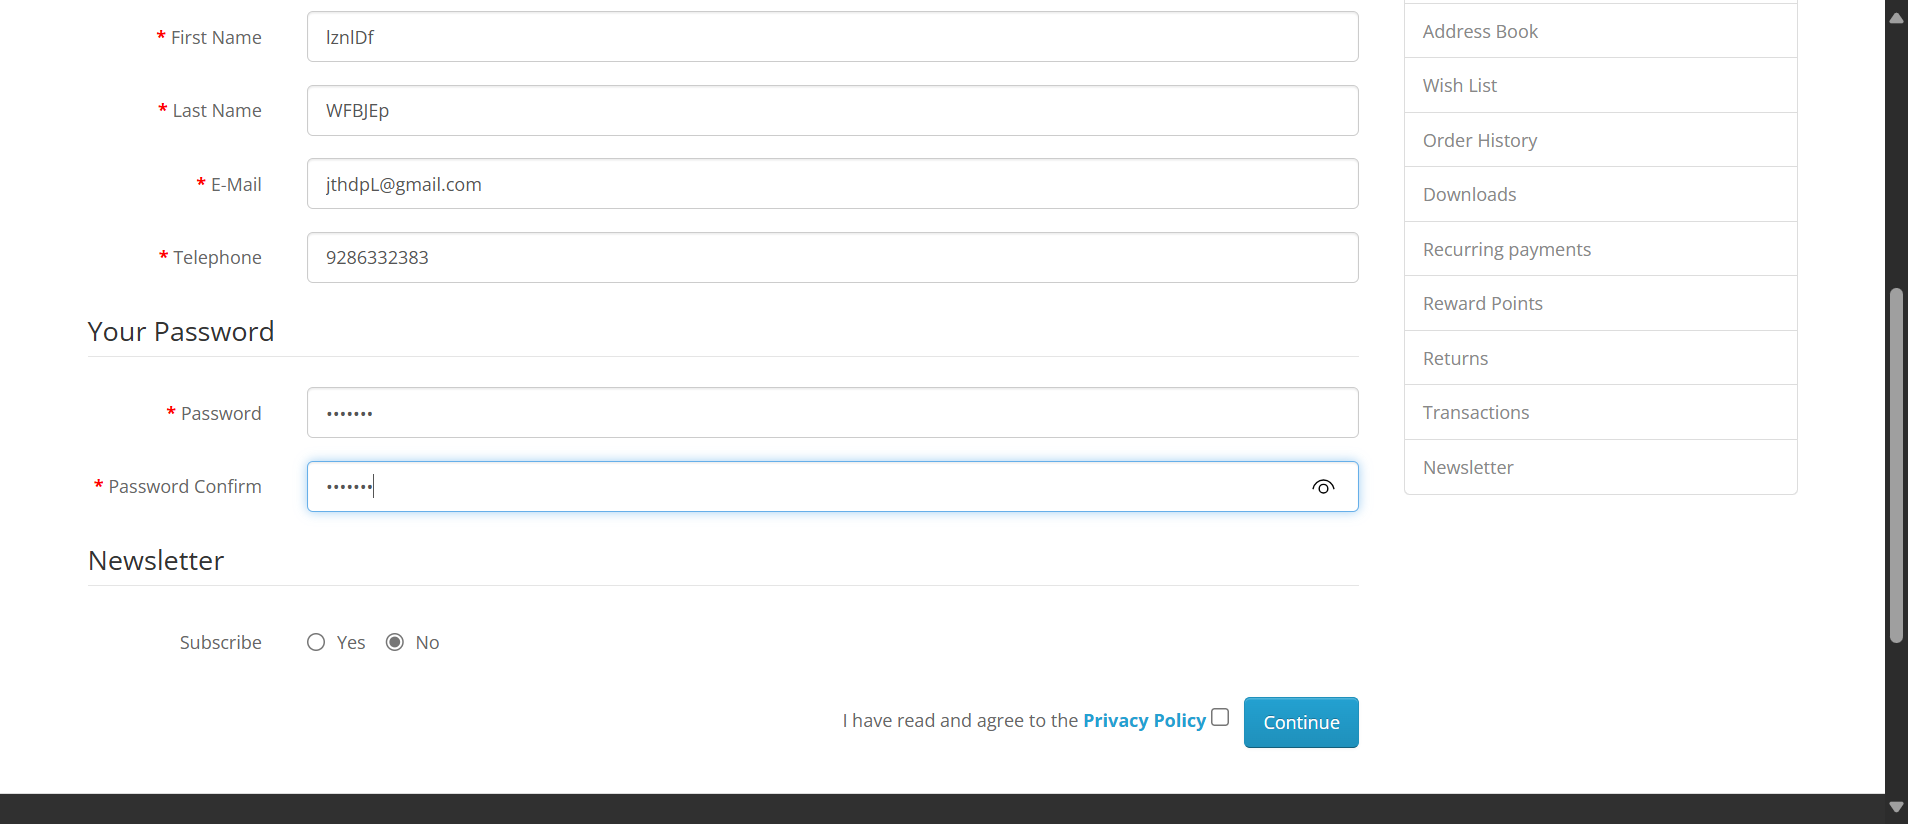 * First Name
lznlDf
* Last Name
WFBJEp
* E-Mail
jthdpL@gmail.com
* Telephone
9286332383
Your Password
* Password
•••••••
* Password Confirm
•••••••
Newsletter
Subscribe
Yes
No
I have read and agree to the Privacy Policy
Continue
Address Book
Wish List
Order History
Downloads
Recurring payments
Reward Points
Returns
Transactions
Newsletter